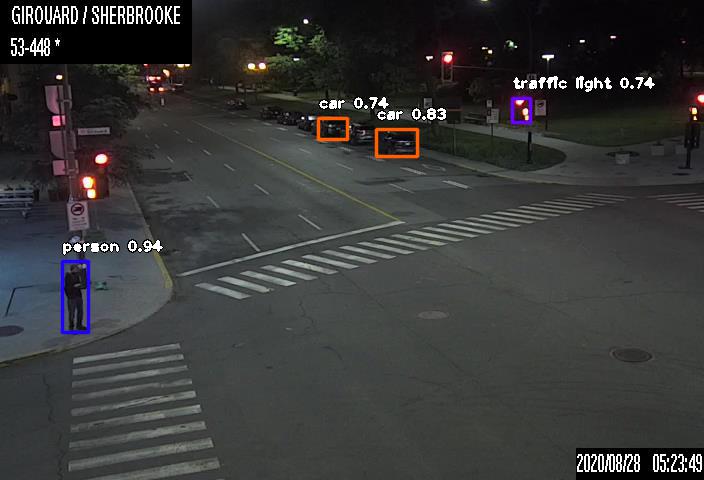 GIROUARD / SHERBROOKE
53-448 *
traffic light 0.74
car 0.74
car 0.83
person 0.94
2020/08/28 05:23:49